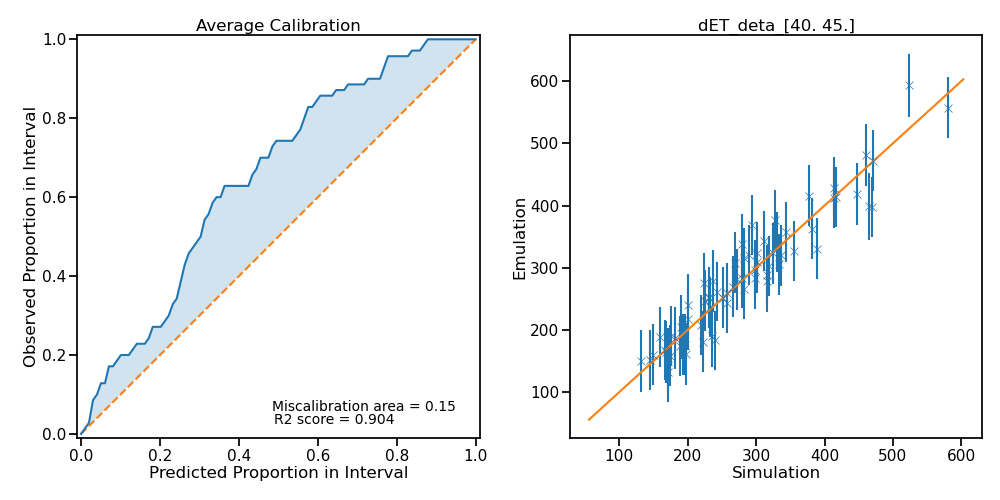 Average Calibration
1.0
0.8
0.6
0.4
0.2
0.0
Observed Proportion in Interval
Miscalibration area = 0.15
R2 score = 0.904
0.0 0.2 0.4 0.6 0.8 1.0
Predicted Proportion in Interval
dET_deta_[40. 45.]
600
500
400
300
200
100
Emulation
100 200 300 400 500 600
Simulation